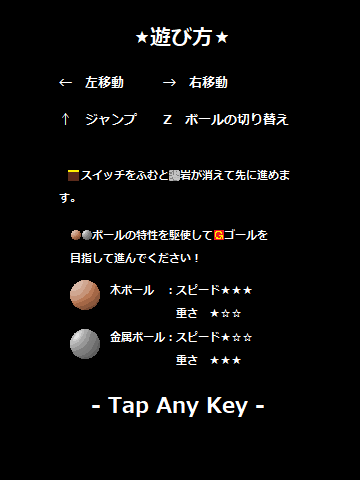 ★遊び方★
← 左移動 → 右移動
↑ ジャンプ Z ボールの切り替え
スイッチをふむと岩が消えて先に進めま
す。
ボールの特性を駆使してGゴールを
目指して進んでください！
木ボール ：スピード★★★
重さ ★☆☆
金属ボール：スピード★☆☆
重さ ★★★
- Tap Any Key -